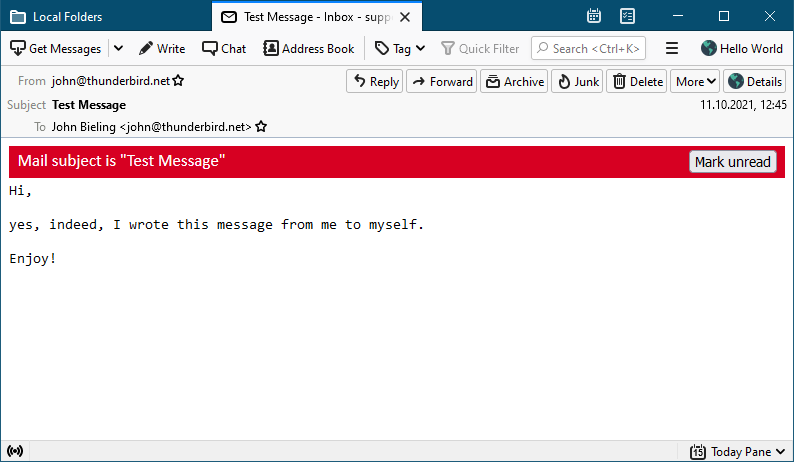 Local Folders
Test Message - Inbox - supp
Get Messages Write Chat Address Book Tag Quick Filter Search <Ctrl+K> Hello World
From john@thunderbird.net Reply Forward Archive Junk Delete More Details
Subject Test Message 11.10.2021, 12:45
To John Bieling <john@thunderbird.net>
Mail subject is "Test Message" Mark unread
Hi,
yes, indeed, I wrote this message from me to myself.
Enjoy!
15 Today Pane